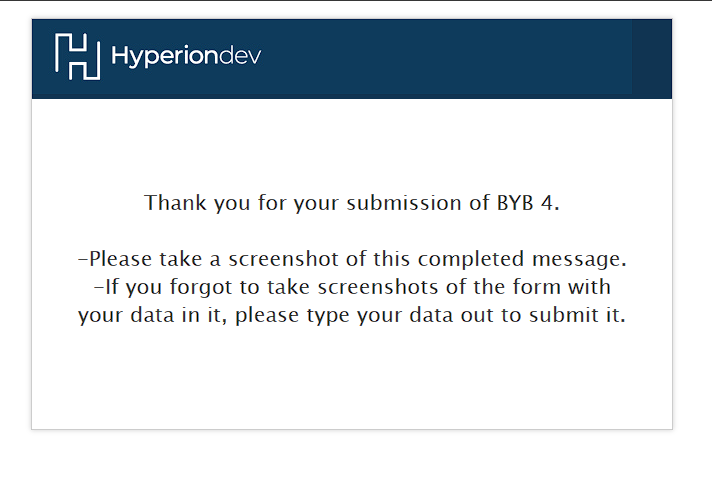 Hyperiondev
Thank you for your submission of BYB 4.
-Please take a screenshot of this completed message.
-If you forgot to take screenshots of the form with
your data in it, please type your data out to submit it.